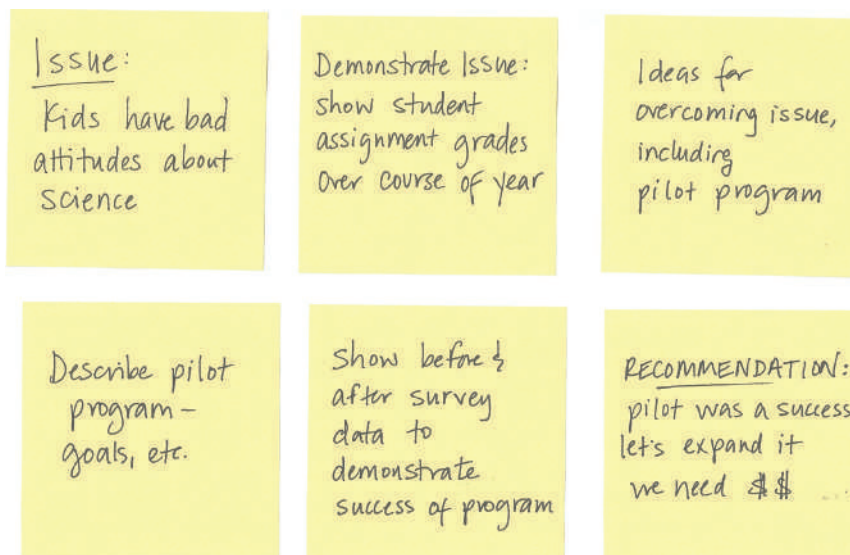 Issue:
Kids have bad
attitudes about
science
Demonstrate Issue:
show student
assignment grades
over course of year
Ideas for
overcoming issue,
including
pilot program
Describe pilot
program –
goals, etc.
Show before &
after survey
data to
demonstrate
success of program
RECOMMENDATION:
pilot was a success
let's expand it
we need $$